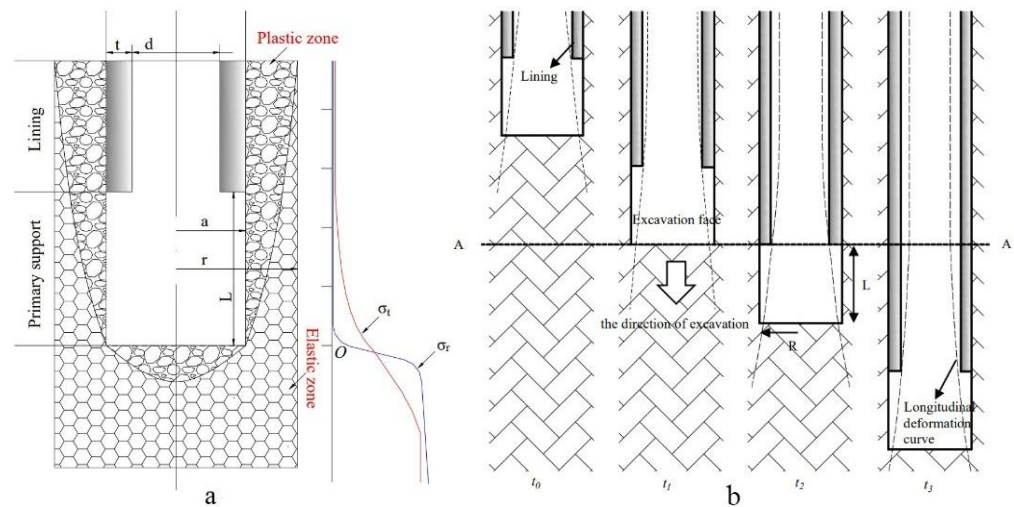 t d
Plastic zone
Lining
Primary support
a
r
L
Elastic zone
O
σt
σr
a
Lining
A
Excavation face
A
the direction of excavation
L
R
Longitudinal
deformation
curve
t0
t1
t2
t3
b